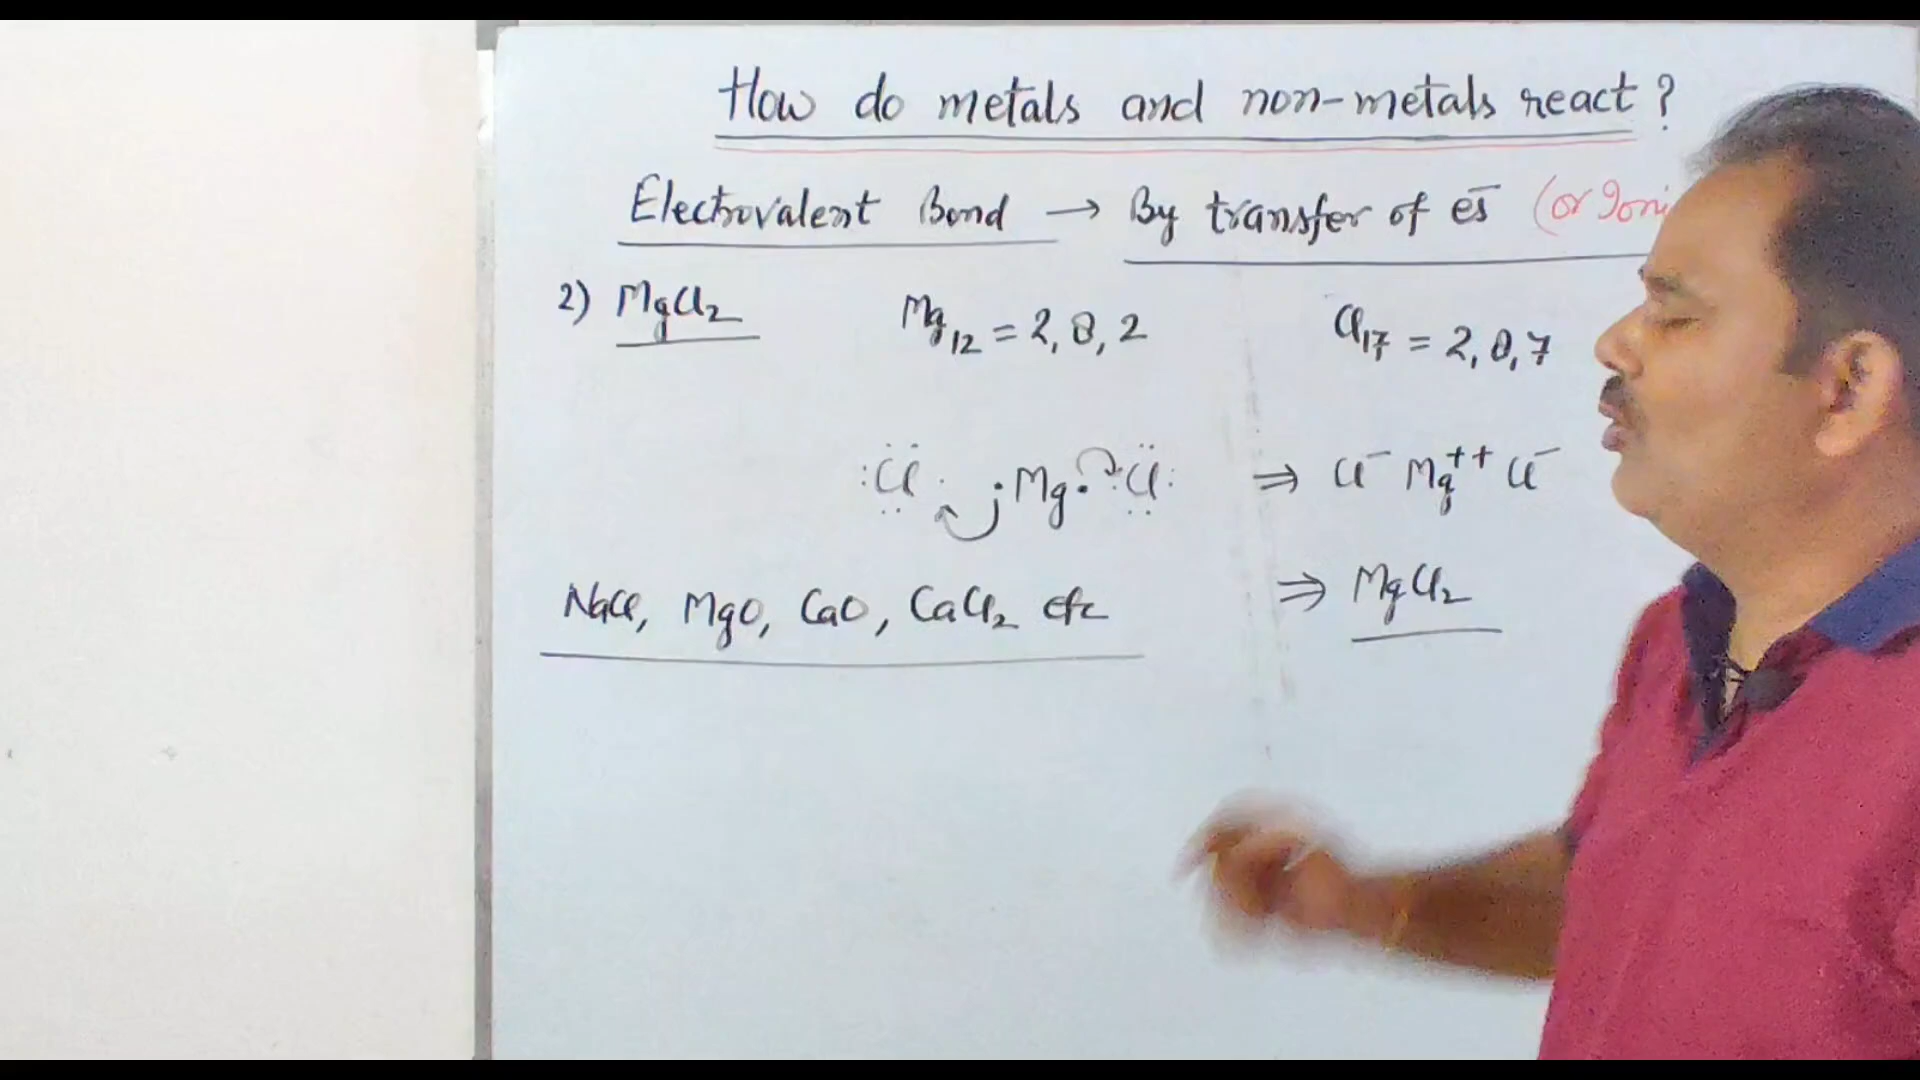 How do metals and non-metals react ?
Electrovalent Bond → By transfer of es̄ (or Ioni
2) MgCl₂ Mg₁₂ = 2, 8, 2 Cl₁₇ = 2, 8, 7
Cl Mg Cl ⇒ Cl⁻ Mg⁺⁺ Cl⁻
NaCl, MgO, CaO, CaCl₂ etc ⇒ MgCl₂